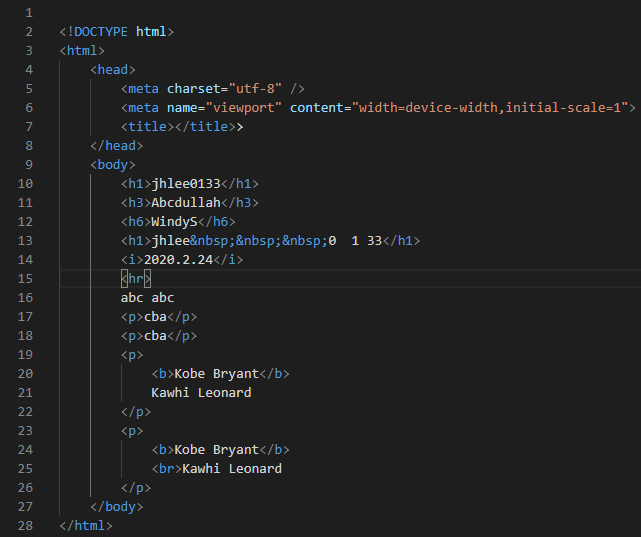 1
2 <!DOCTYPE html>
3 <html>
4 <head>
5 <meta charset="utf-8" />
6 <meta name="viewport" content="width=device-width,initial-scale=1">
7 <title></title>>
8 </head>
9 <body>
10 <h1>jhlee0133</h1>
11 <h3>Abcdullah</h3>
12 <h6>WindyS</h6>
13 <h1>jhlee&nbsp;&nbsp;&nbsp;0  1 33</h1>
14 <i>2020.2.24</i>
15 <hr>
16 abc abc
17 <p>cba</p>
18 <p>cba</p>
19 <p>
20 <b>Kobe Bryant</b>
21 Kawhi Leonard
22 </p>
23 <p>
24 <b>Kobe Bryant</b>
25 <br>Kawhi Leonard
26 </p>
27 </body>
28 </html>